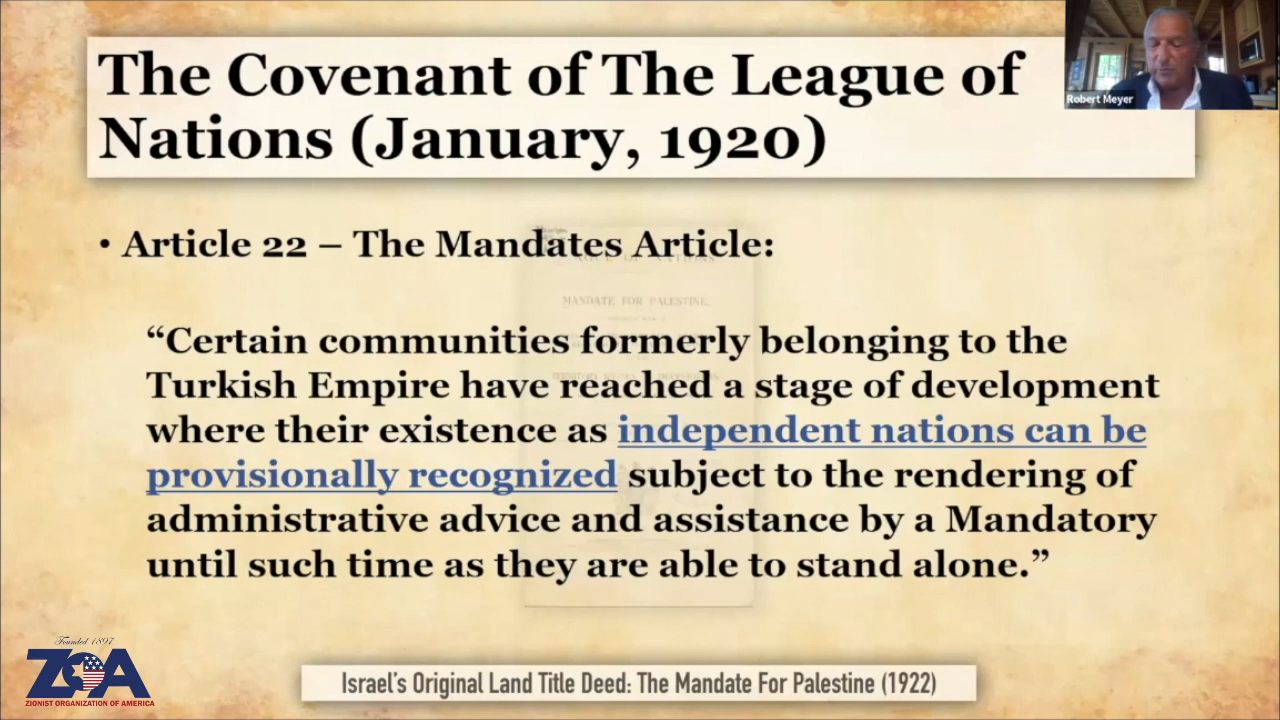 The Covenant of The League of
Nations (January, 1920)
Robert Meyer
• Article 22 – The Mandates Article:
MANDATE FOR PALESTINE,
“Certain communities formerly belonging to the
Turkish Empire have reached a stage of development
where their existence as independent nations can be
provisionally recognized subject to the rendering of
administrative advice and assistance by a Mandatory
until such time as they are able to stand alone.”
Founded 1897
ZOA
ZIONIST ORGANIZATION OF AMERICA
Israel’s Original Land Title Deed: The Mandate For Palestine (1922)